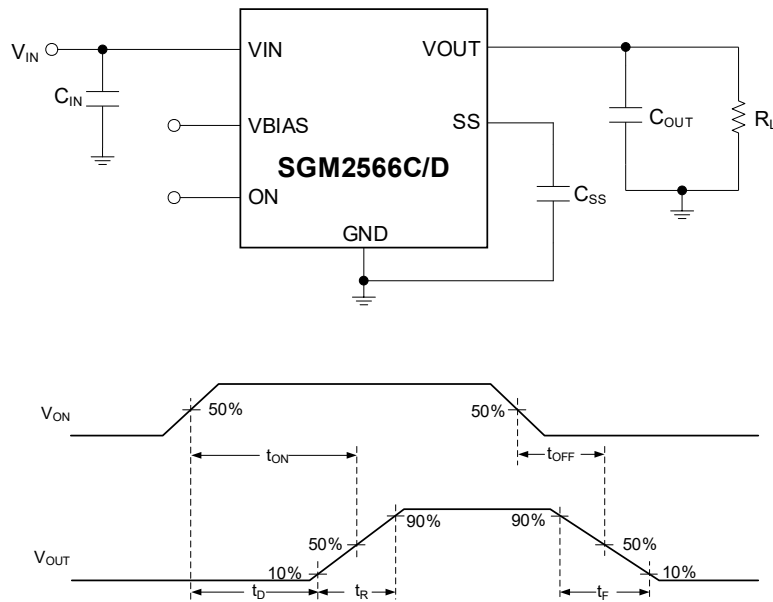 VIN
VIN
VOUT
CIN
VBIAS
SS
COUT
RL
SGM2566C/D
ON
CSS
GND
VON
50%
50%
tON
tOFF
VOUT
10%
50%
90%
90%
50%
10%
tD
tR
tF